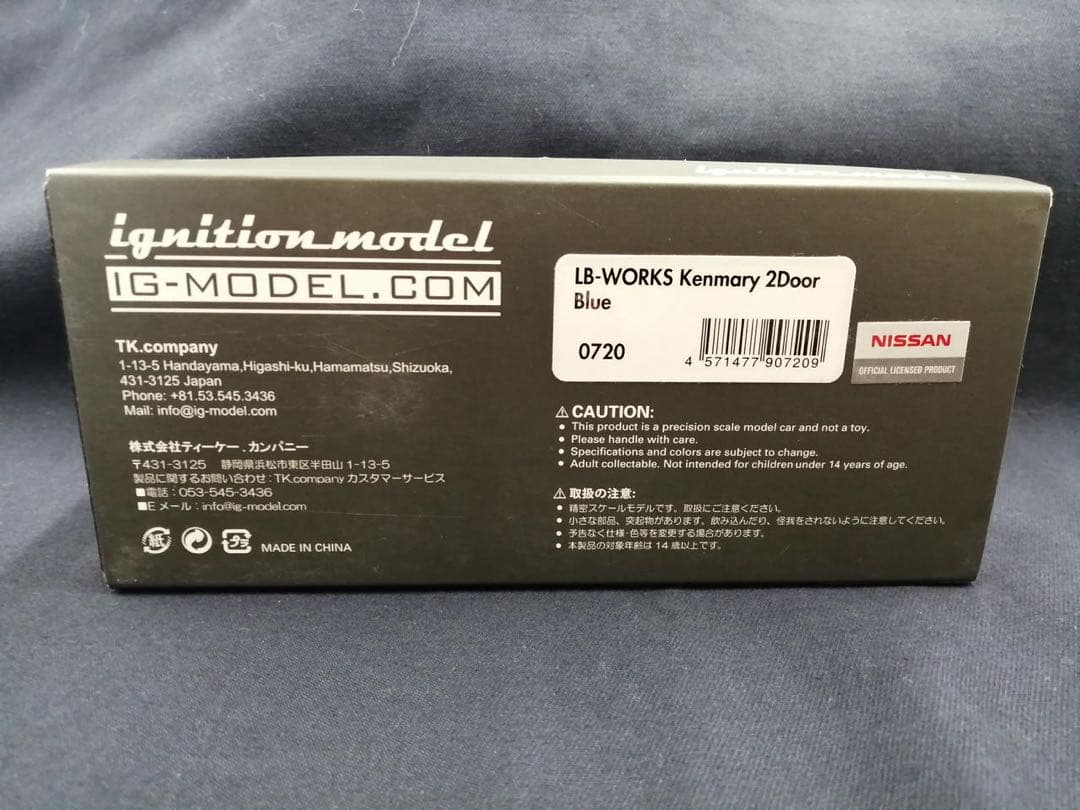 ignition model
ignition model
IG-MODEL.COM
TK.company
1-13-5 Handayama,Higashi-ku,Hamamatsu,Shizuoka,
431-3125 Japan
Phone: +81.53.545.3436
Mail: info@ig-model.com
株式会社ティーケー.カンパニー
〒431-3125 静岡県浜松市東区半田山1-13-5
製品に関するお問い合わせ:TK.company カスタマーサービス
■電話:053-545-3436
■Eメール:info@ig-model.com
紙
プラ
MADE IN CHINA
LB-WORKS Kenmary 2Door
Blue
0720
4 571477 907209
NISSAN
OFFICIAL LICENSED PRODUCT
⚠CAUTION:
• This product is a precision scale model car and not a toy.
• Please handle with care.
• Specifications and colors are subject to change.
• Adult collectable. Not intended for children under 14 years of age.
⚠取扱の注意:
• 精密スケールモデルです。取扱にご注意ください。
• 小さな部品、突起物があります。飲み込んだり、怪我をされないように注意してください。
• 予告なく仕様・色等を変更する場合があります。
• 本製品の対象年齢は14歳以上です。